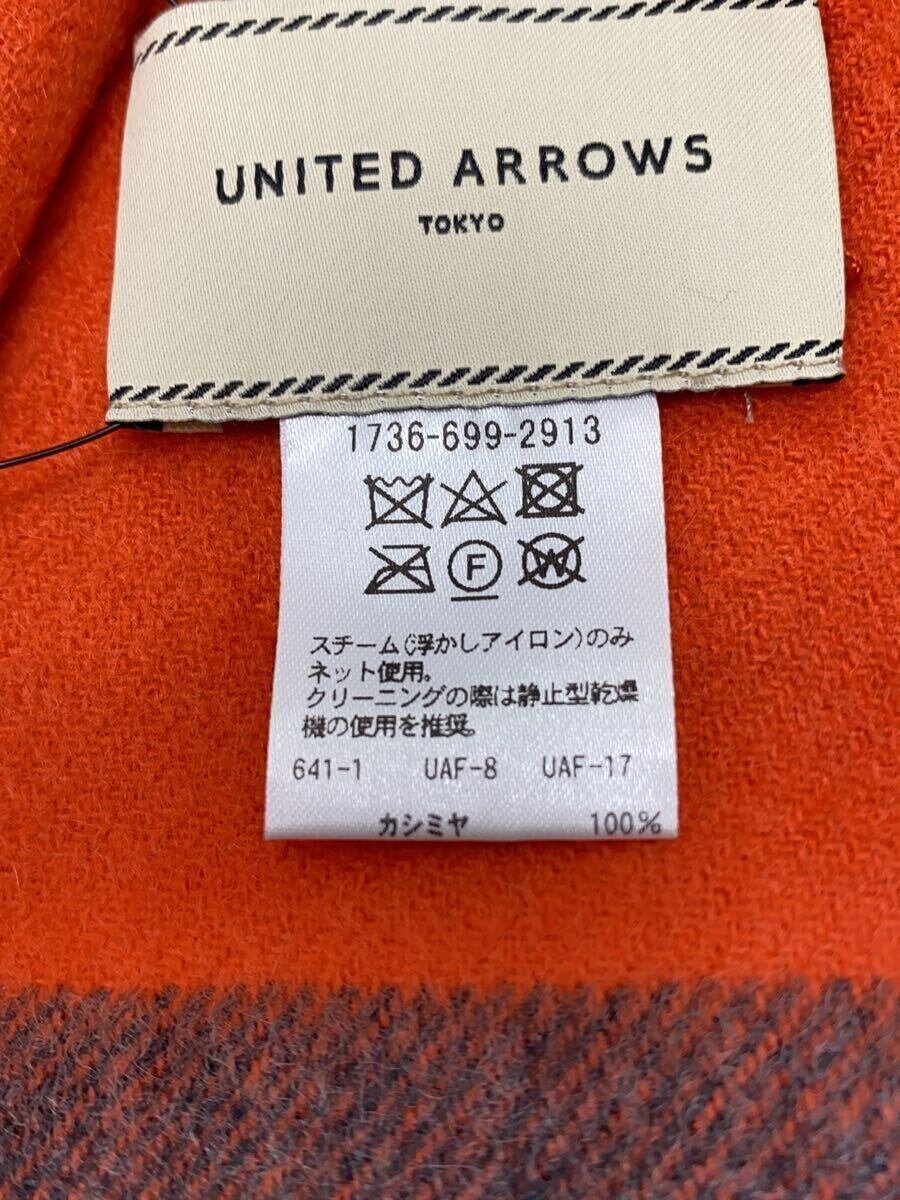 UNITED ARROWS
TOKYO
1736-699-2913
F
W
スチーム(浮かしアイロン)のみ
ネット使用。
クリーニングの際は静止型乾燥
機の使用を推奨。
641-1 UAF-8 UAF-17
カシミヤ 100%